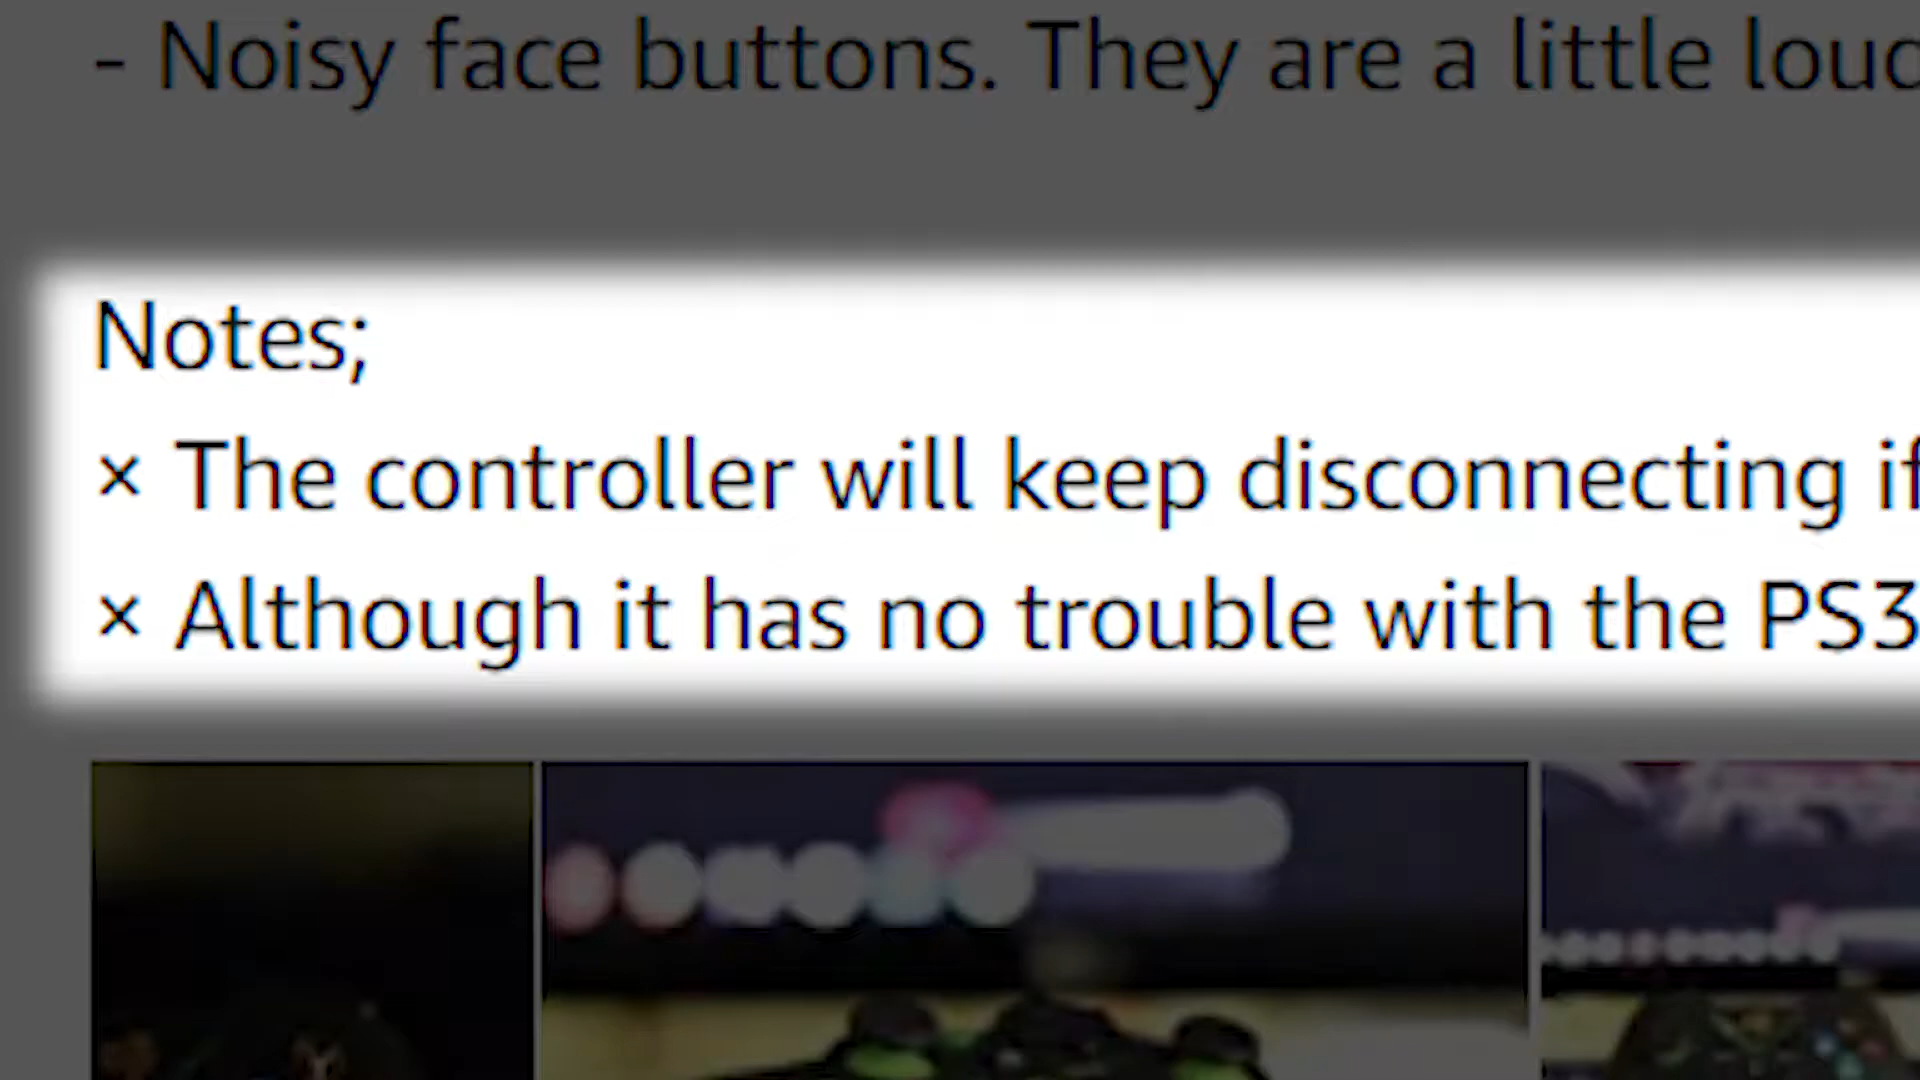 - Noisy face buttons. They are a little
Notes;
× The controller will keep disconnecting if
× Although it has no trouble with the PS3